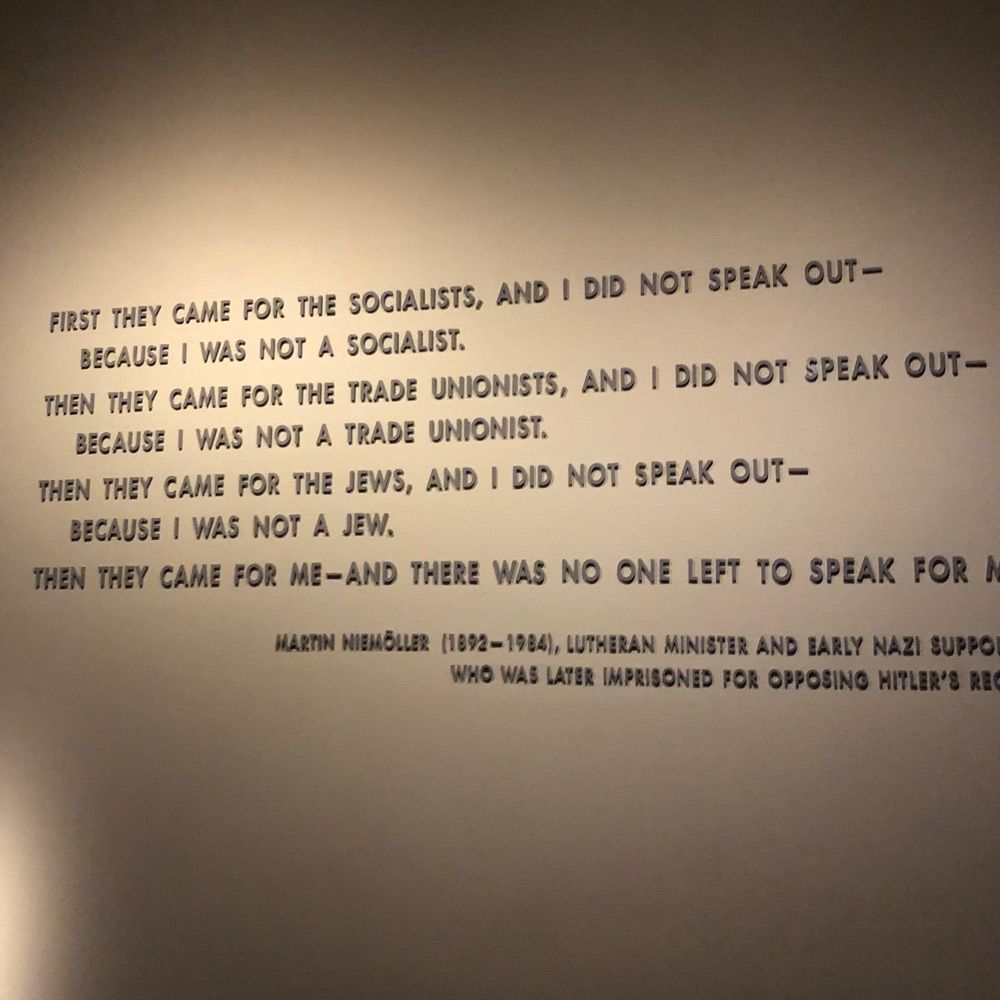 FIRST THEY CAME FOR THE SOCIALISTS, AND I DID NOT SPEAK OUT—
BECAUSE I WAS NOT A SOCIALIST.
THEN THEY CAME FOR THE TRADE UNIONISTS, AND I DID NOT SPEAK OUT—
BECAUSE I WAS NOT A TRADE UNIONIST.
THEN THEY CAME FOR THE JEWS, AND I DID NOT SPEAK OUT—
BECAUSE I WAS NOT A JEW.
THEN THEY CAME FOR ME—AND THERE WAS NO ONE LEFT TO SPEAK FOR
MARTIN NIEMÖLLER (1892–1984), LUTHERAN MINISTER AND EARLY NAZI
WHO WAS LATER IMPRISONED FOR OPPOSING HITLER'S